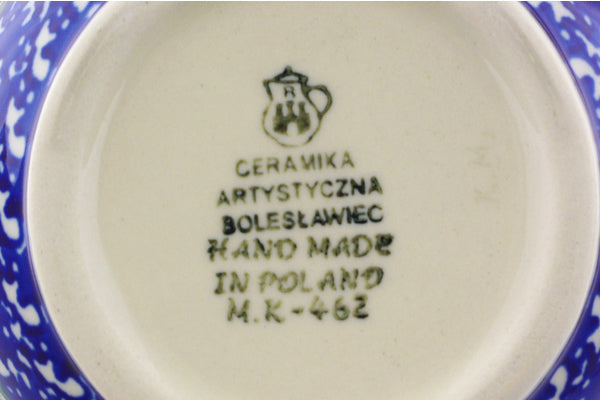 R
CERAMIKA
ARTYSTYCZNA
BOLESŁAWIEC
HAND MADE
IN POLAND
M.K-462